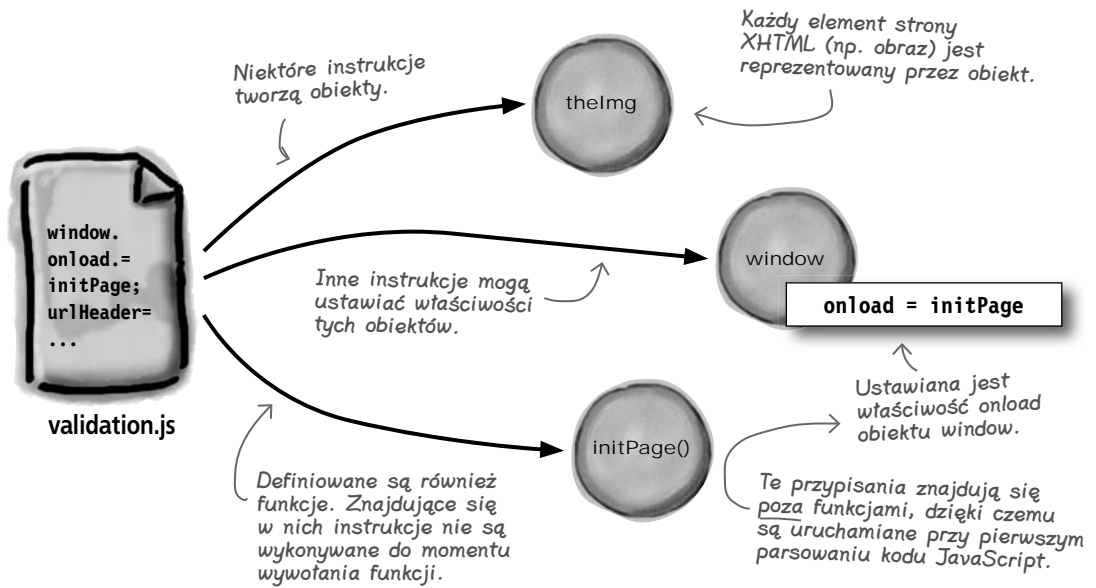 Niektóre instrukcje
tworzą obiekty.
theImg
Każdy element strony
XHTML (np. obraz) jest
reprezentowany przez obiekt.
window.
onload.=
initPage;
urlHeader=
...
validation.js
Inne instrukcje mogą
ustawiać właściwości
tych obiektów.
window
onload = initPage
Ustawiana jest
właściwość onload
obiektu window.
initPage()
Definiowane są również
funkcje. Znajdujące się
w nich instrukcje nie są
wykonywane do momentu
wywołania funkcji.
Te przypisania znajdują się
poza funkcjami, dzięki czemu
są uruchamiane przy pierwszym
parsowaniu kodu JavaScript.